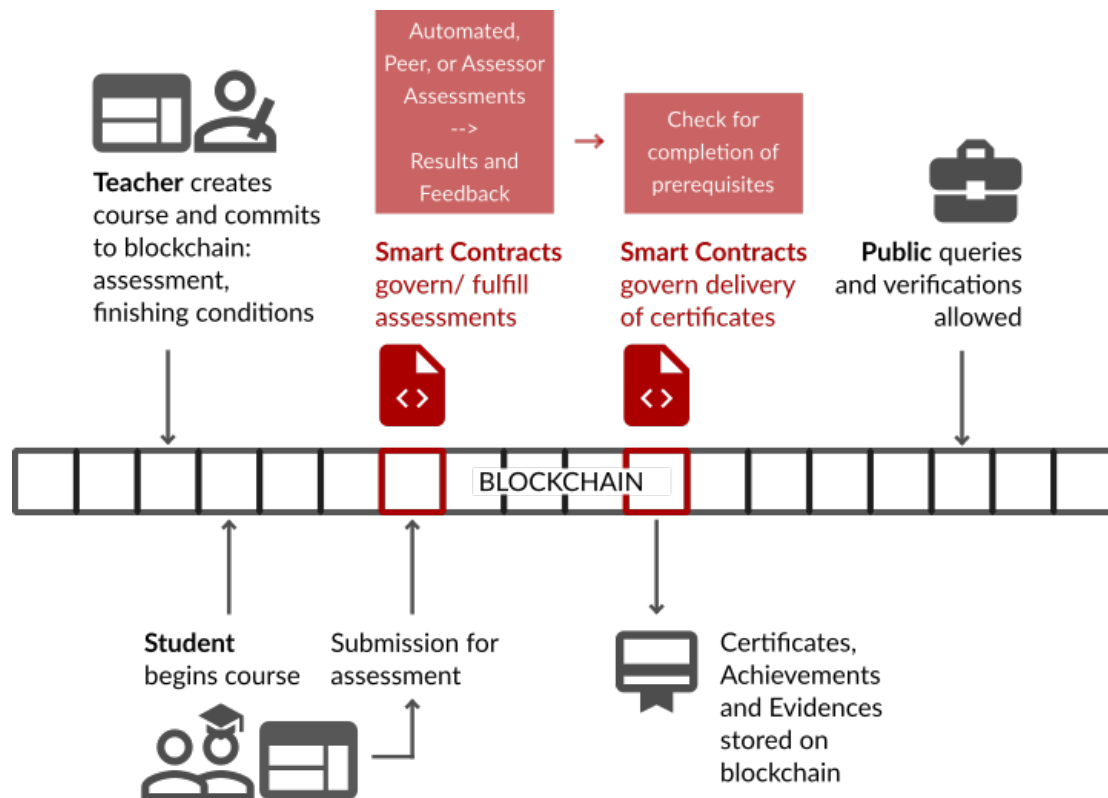 Automated,
Peer, or Assessor
Assessments
-->
Results and
Feedback
Check for
completion of
prerequisites
Teacher creates
course and commits
to blockchain:
assessment,
finishing conditions
Smart Contracts
govern/ fulfill
assessments
Smart Contracts
govern delivery
of certificates
Public queries
and verifications
allowed
< >
< >
BLOCKCHAIN
Student
begins course
Submission for
assessment
Certificates,
Achievements
and Evidences
stored on
blockchain